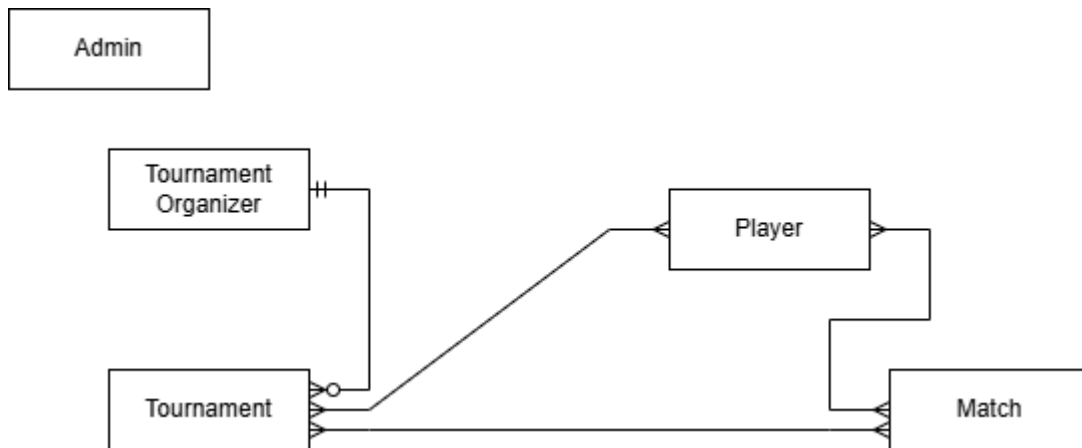 Admin
Tournament
Organizer
Player
Tournament
Match